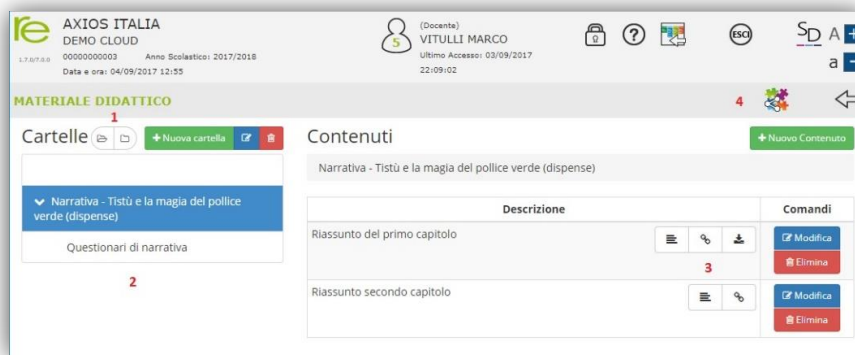 re
1.7.0/7.0.0
AXIOS ITALIA
DEMO CLOUD
00000000003 Anno Scolastico: 2017/2018
Data e ora: 04/09/2017 12:55
5
(Docente)
VITULLI MARCO
Ultimo Accesso: 03/09/2017
22:09:02
?
ESCI
SD A +
a -
MATERIALE DIDATTICO
4
1
Cartelle + Nuova cartella
Narrativa - Tistù e la magia del pollice
verde (dispense)
Questionari di narrativa
2
Contenuti + Nuovo Contenuto
Narrativa - Tistù e la magia del pollice verde (dispense)
Descrizione Comandi
Riassunto del primo capitolo Modifica
3 Elimina
Riassunto secondo capitolo Modifica
Elimina